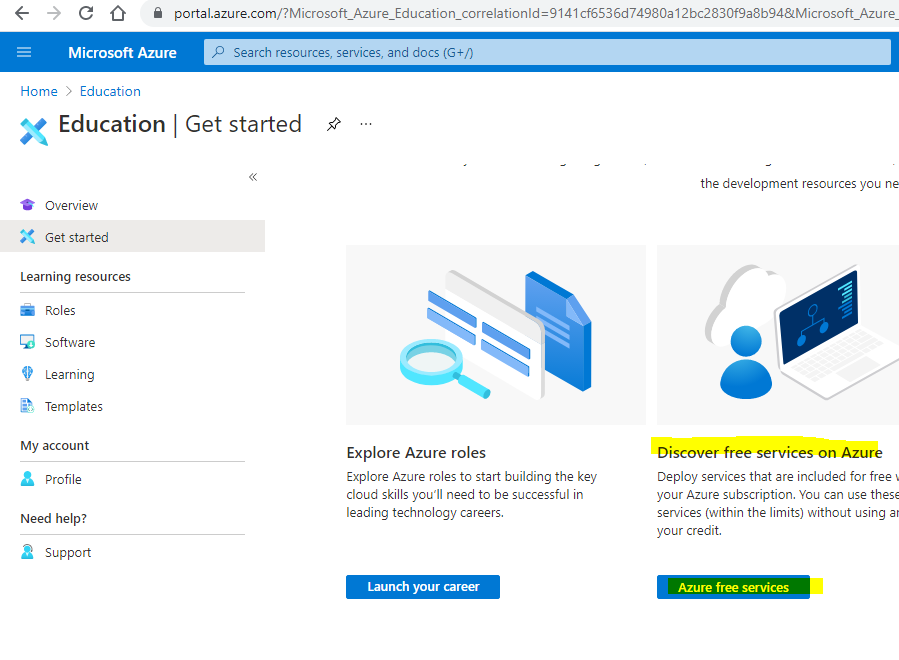 portal.azure.com/?Microsoft_Azure_Education_correlationId=9141cf6536d74980a12bc2830f9a8b94&Microsoft_Azure_
Microsoft Azure
Search resources, services, and docs (G+/)
Home > Education
Education | Get started
...
«
Overview
Get started
Learning resources
Roles
Software
Learning
Templates
My account
Profile
Need help?
Support
the development resources you ne
Explore Azure roles
Explore Azure roles to start building the key
cloud skills you'll need to be successful in
leading technology careers.
Launch your career
Discover free services on Azure
Deploy services that are included for free w
your Azure subscription. You can use these
services (within the limits) without using an
your credit.
Azure free services